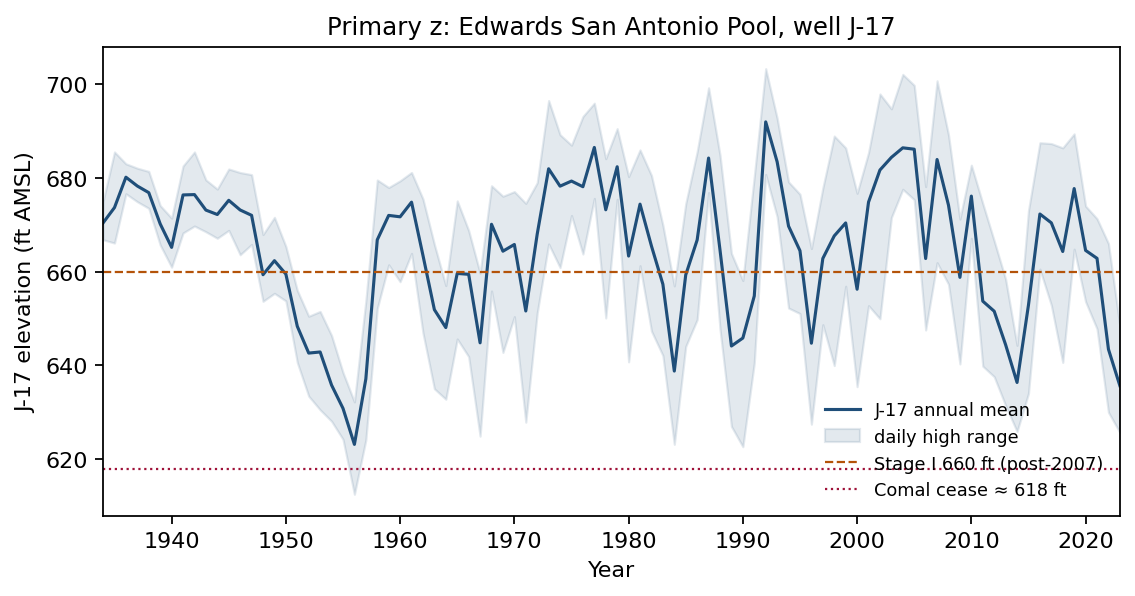 Primary z: Edwards San Antonio Pool, well J-17
J-17 elevation (ft AMSL)
700
680
660
640
620
J-17 annual mean
daily high range
Stage I 660 ft (post-2007)
Comal cease ≈ 618 ft
1940 1950 1960 1970 1980 1990 2000 2010 2020
Year